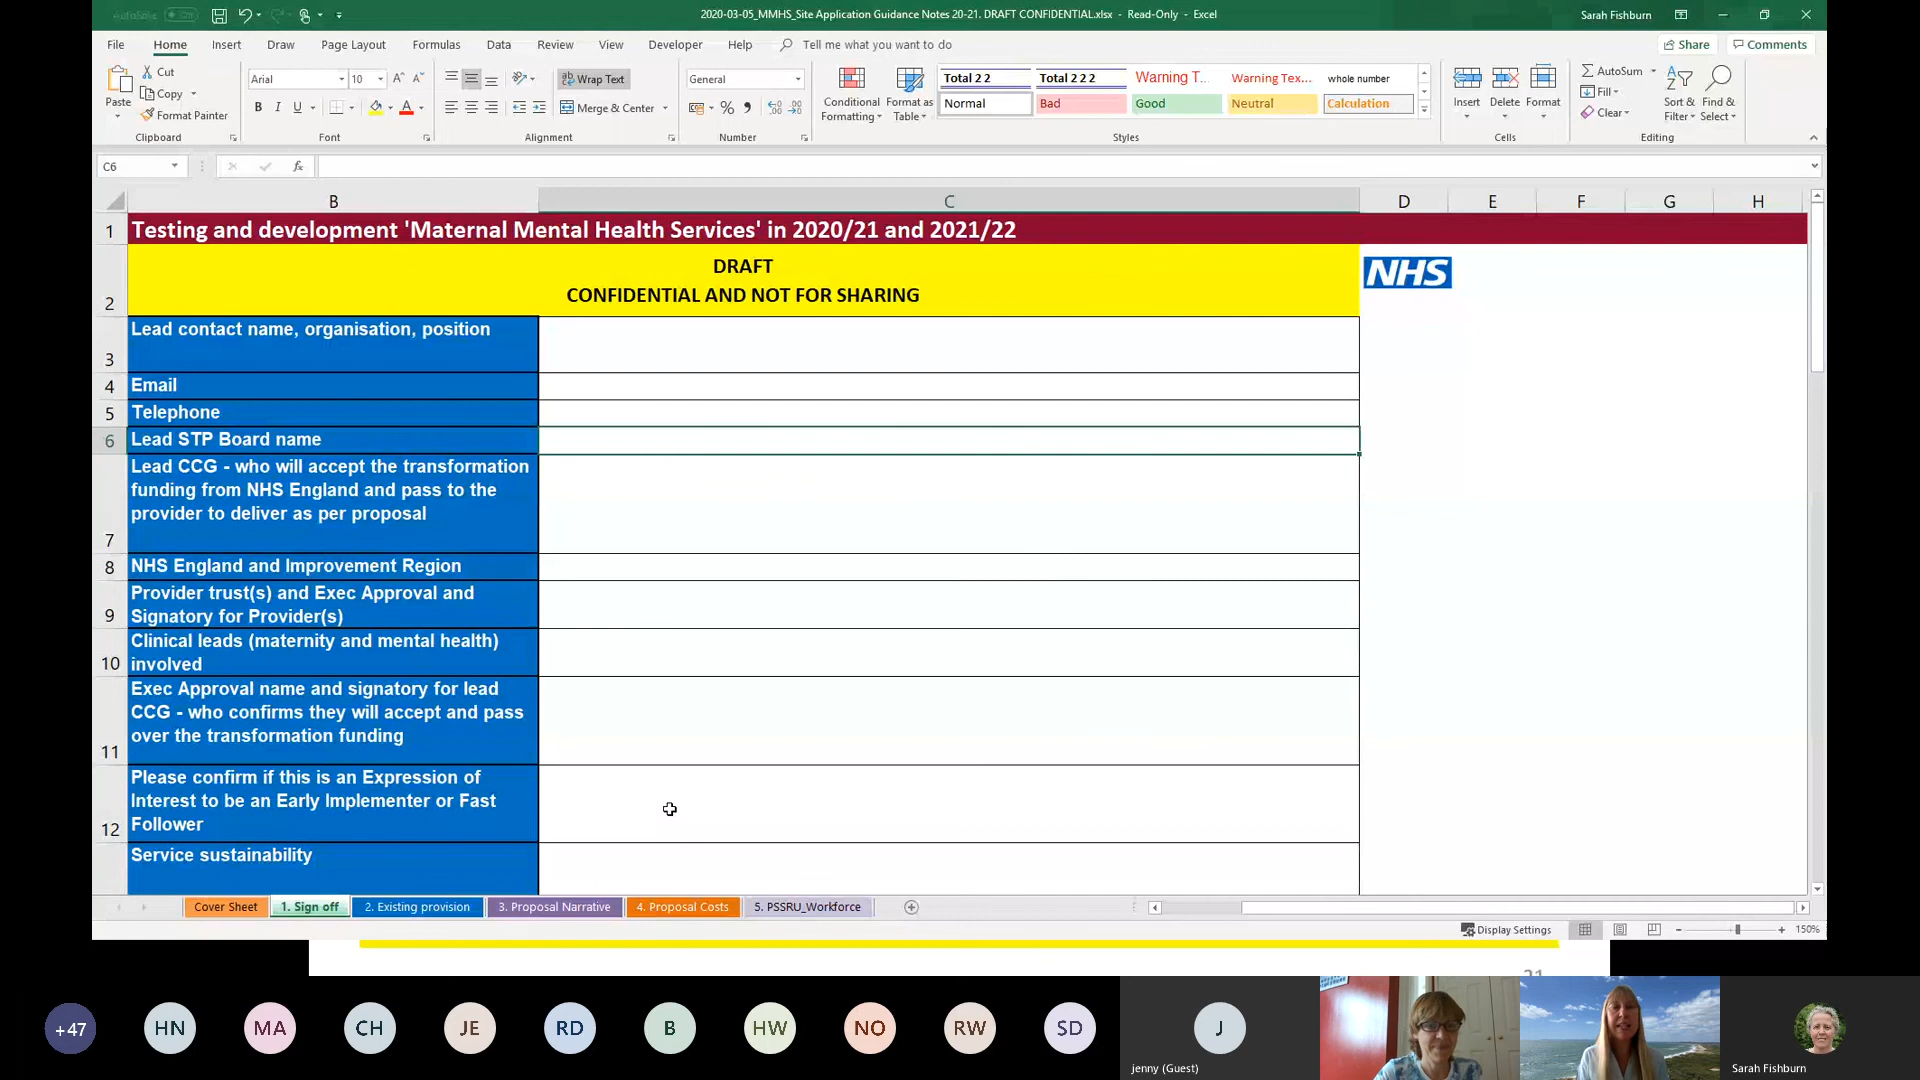 AutoSave Off
2020-03-05_MMHS_Site Application Guidance Notes 20-21. DRAFT CONFIDENTIAL.xlsx - Read-Only - Excel
Sarah Fishburn
File Home Insert Draw Page Layout Formulas Data Review View Developer Help Tell me what you want to do
Share Comments
Paste
Cut
Copy
Format Painter
Clipboard
Arial 10
B I U
Font
Wrap Text
Merge & Center
Alignment
General
Number
Conditional Formatting
Format as Table
Total 2 2 Total 2 2 2 Warning T... Warning Tex... whole number
Normal Bad Good Neutral Calculation
Styles
Insert Delete Format
Cells
AutoSum
Fill
Clear
Sort & Filter
Find & Select
Editing
C6
fx
B C D E F G H
1 Testing and development 'Maternal Mental Health Services' in 2020/21 and 2021/22
DRAFT
2 CONFIDENTIAL AND NOT FOR SHARING
NHS
Lead contact name, organisation, position
3
4 Email
5 Telephone
6 Lead STP Board name
Lead CCG - who will accept the transformation
funding from NHS England and pass to the
provider to deliver as per proposal
7
8 NHS England and Improvement Region
Provider trust(s) and Exec Approval and
9 Signatory for Provider(s)
Clinical leads (maternity and mental health)
10 involved
Exec Approval name and signatory for lead
CCG - who confirms they will accept and pass
over the transformation funding
11
Please confirm if this is an Expression of
Interest to be an Early Implementer or Fast
12 Follower
Service sustainability
Cover Sheet 1. Sign off 2. Existing provision 3. Proposal Narrative 4. Proposal Costs 5. PSSRU_Workforce
Display Settings 150%
+47 HN MA CH JE RD B HW NO RW SD J
jenny (Guest)
Sarah Fishburn